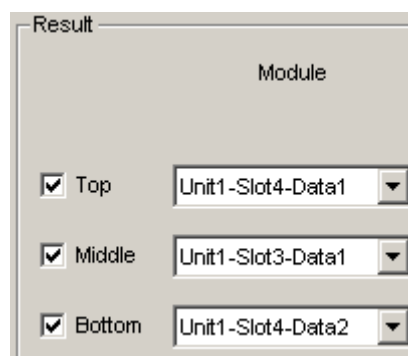 Result
Module
Top Unit1-Slot4-Data1
Middle Unit1-Slot3-Data1
Bottom Unit1-Slot4-Data2